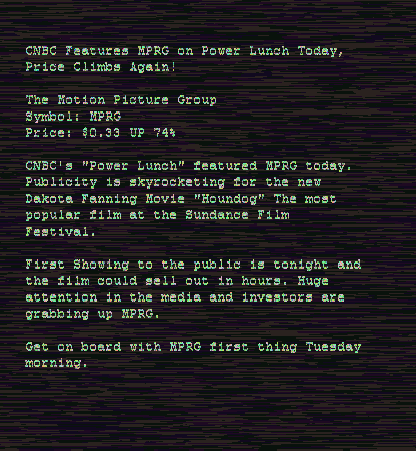 CNBC Features MPRG on Power Lunch Today,
Price Climbs Again!
The Motion Picture Group
Symbol: MPRG
Price: $0.33 UP 74%
CNBC's "Power Lunch" featured MPRG today.
Publicity is skyrocketing for the new
Dakota Fanning Movie "Houndog" The most
popular film at the Sundance Film
Festival.
First Showing to the public is tonight and
the film could sell out in hours. Huge
attention in the media and investors are
grabbing up MPRG.
Get on board with MPRG first thing Tuesday
morning.